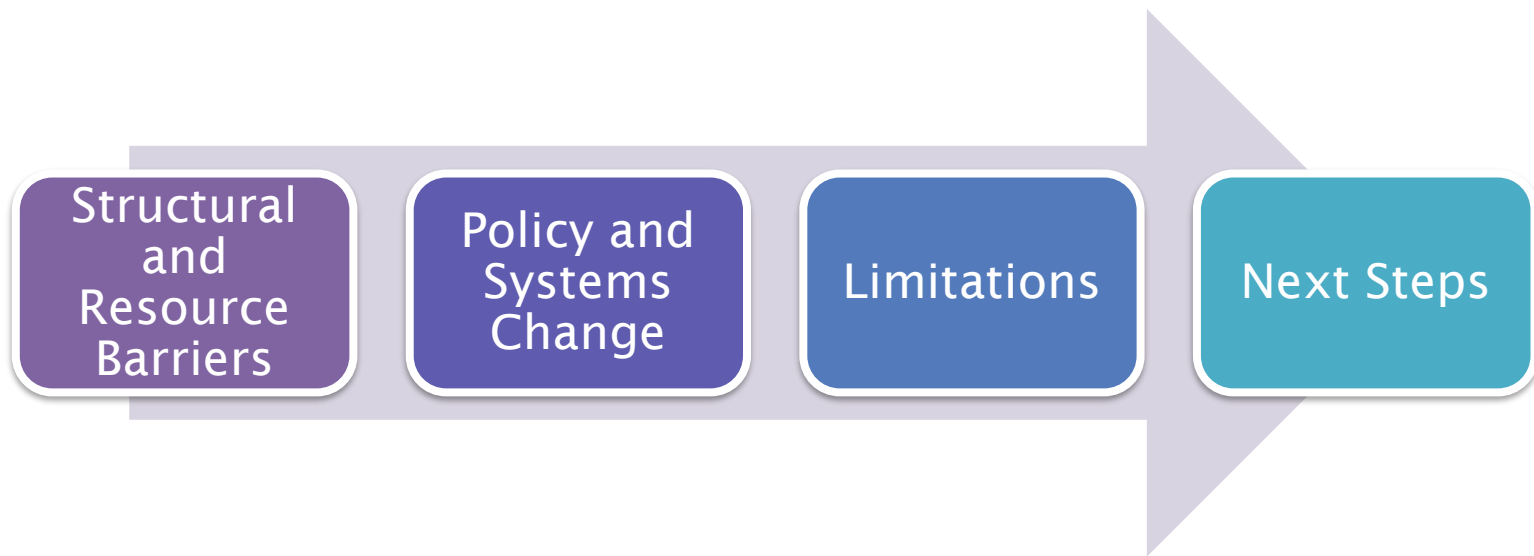 Structural
and
Resource
Barriers
Policy and
Systems
Change
Limitations
Next Steps